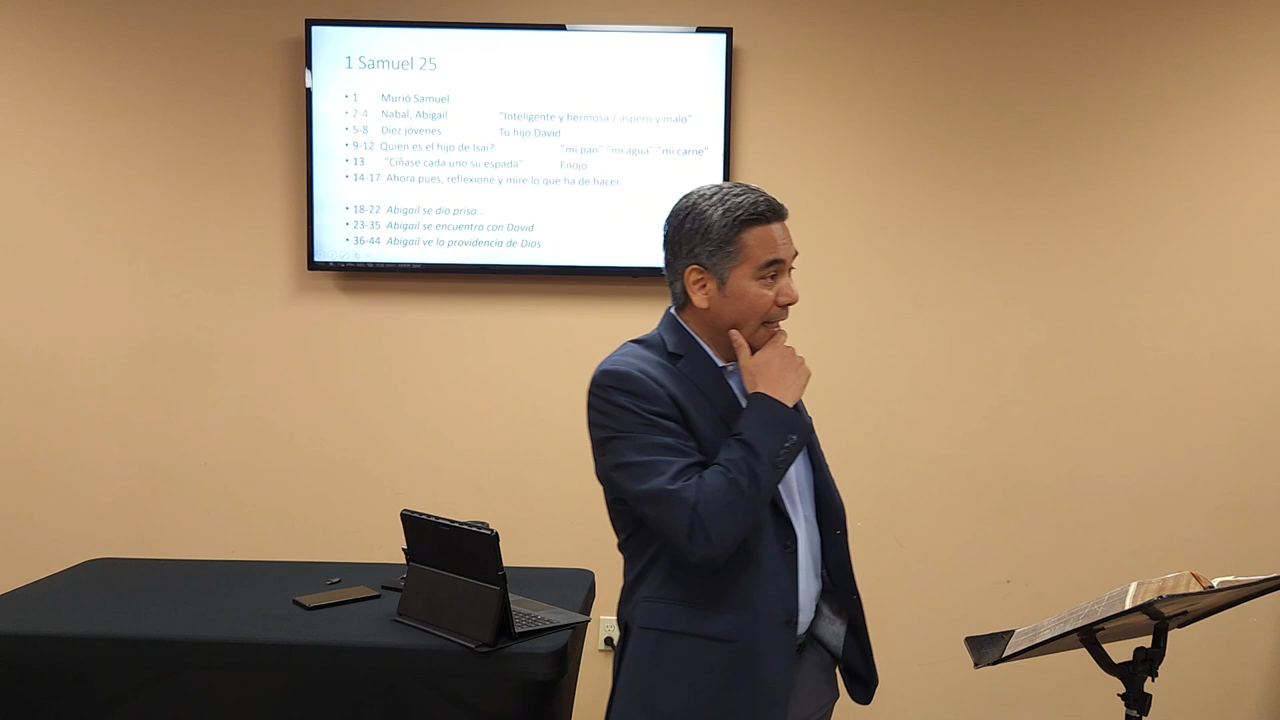 1 Samuel 25
• 1 Murió Samuel
• 2-4 Nabal, Abigail "Inteligente y hermosa / aspero y malo"
• 5-8 Diez jóvenes Tu hijo David
• 9-12 Quien es el hijo de Isai? "mi pan" "mi agua" "mi carne"
• 13 "Cíñase cada uno su espada" Enojo
• 14-17 Ahora pues, reflexione y mire lo que ha de hacer
• 18-22 Abigail se dio prisa...
• 23-35 Abigail se encuentra con David
• 36-44 Abigail ve la providencia de Dios